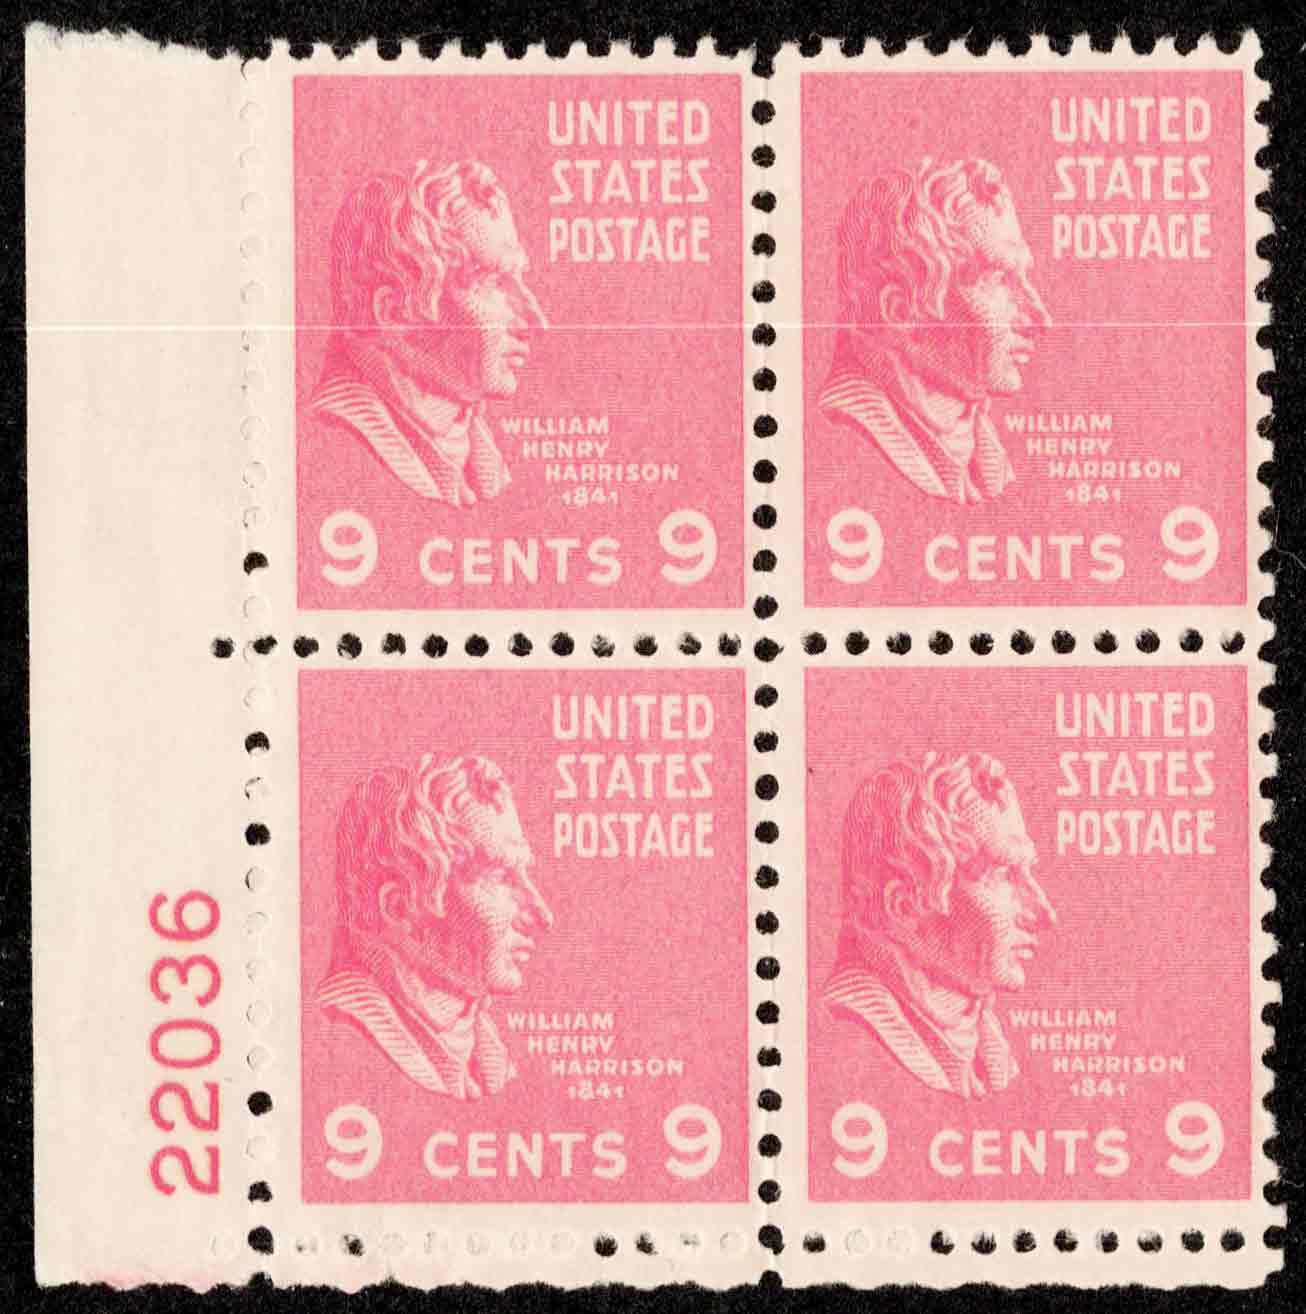 UNITED
STATES
POSTAGE
WILLIAM
HENRY
HARRISON
1841
9 CENTS 9
UNITED
STATES
POSTAGE
WILLIAM
HENRY
HARRISON
1841
9 CENTS 9
UNITED
STATES
POSTAGE
WILLIAM
HENRY
HARRISON
1841
9 CENTS 9
UNITED
STATES
POSTAGE
WILLIAM
HENRY
HARRISON
1841
9 CENTS 9
22036